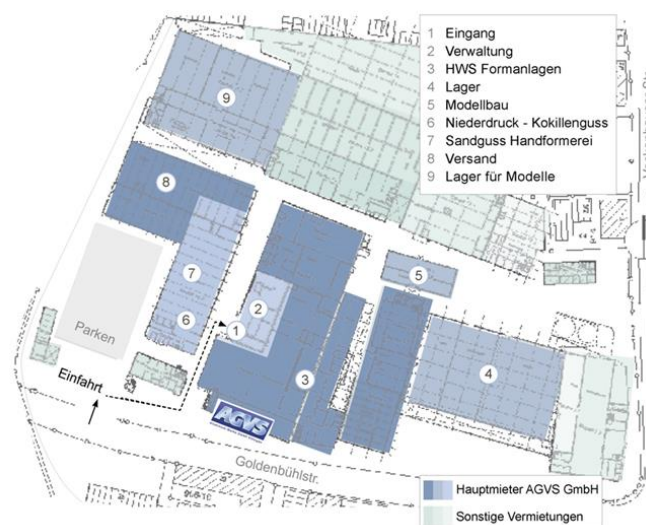 1 Eingang
2 Verwaltung
3 HWS Formanlagen
4 Lager
5 Modellbau
6 Niederdruck - Kokillenguss
7 Sandguss Handformerei
8 Versand
9 Lager für Modelle
9
8
7
6
5
4
3
2
1
Parken
Einfahrt
AGVS
Goldenbühlstr.
Hauptmieter AGVS GmbH
Sonstige Vermietungen